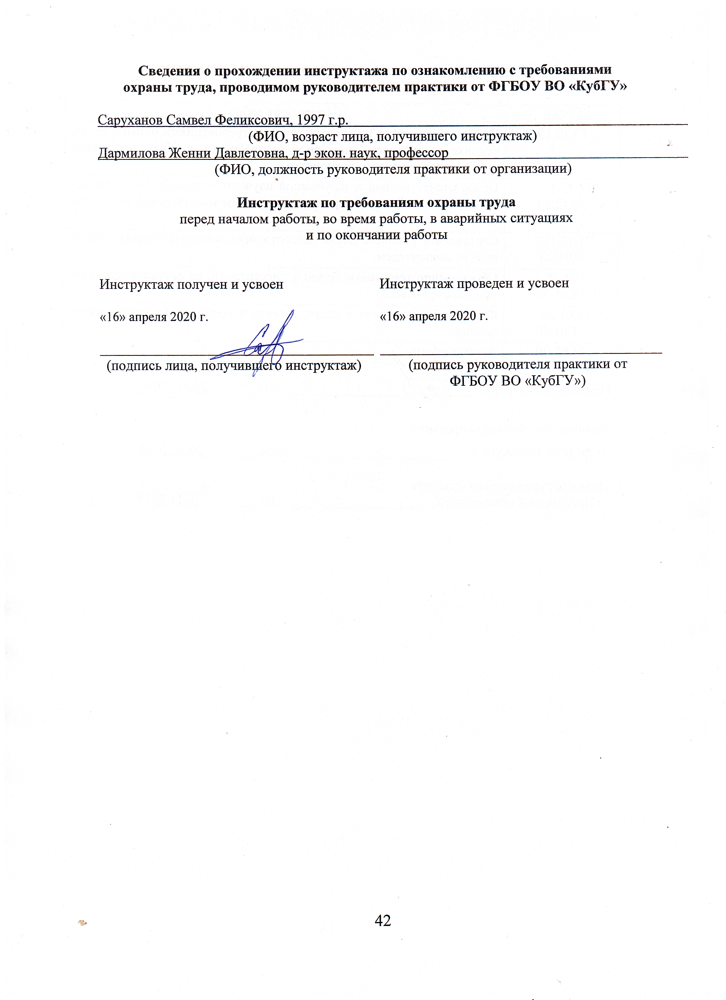 Сведения о прохождении инструктажа по ознакомлению с требованиями
охраны труда, проводимом руководителем практики от ФГБОУ ВО «КубГУ»
Саруханов Самвел Феликсович, 1997 г.р.
(ФИО, возраст лица, получившего инструктаж)
Дармилова Женни Давлетовна, д-р экон. наук, профессор
(ФИО, должность руководителя практики от организации)
Инструктаж по требованиям охраны труда
перед началом работы, во время работы, в аварийных ситуациях
и по окончании работы
Инструктаж получен и усвоен
«16» апреля 2020 г.
(подпись лица, получившего инструктаж)
Инструктаж проведен и усвоен
«16» апреля 2020 г.
(подпись руководителя практики от
ФГБОУ ВО «КубГУ»)
42